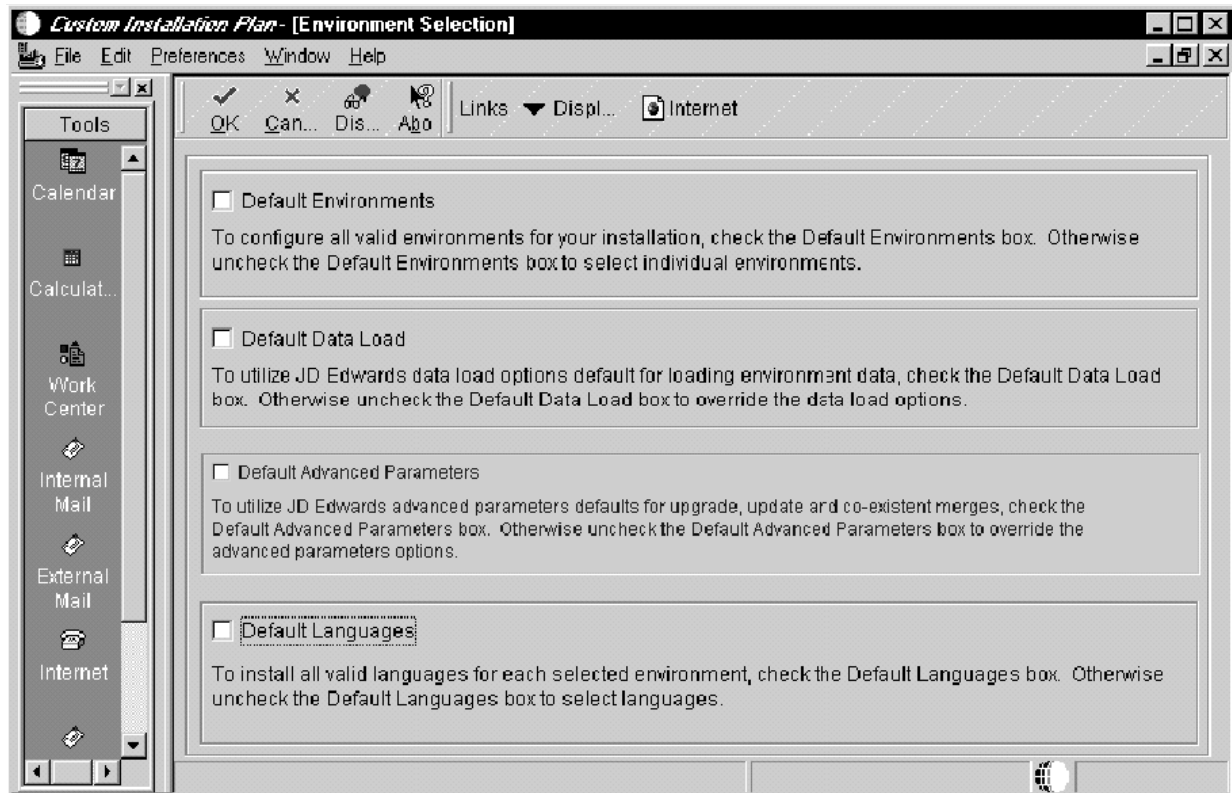 Custom Installation Plan - [Environment Selection]
File Edit Preferences Window Help
Tools
Calendar
Calculat...
Work
Center
Internal
Mail
External
Mail
Internet
OK Can... Dis... Abo Links Displ... Internet
Default Environments
To configure all valid environments for your installation, check the Default Environments box. Otherwise
uncheck the Default Environments box to select individual environments.
Default Data Load
To utilize JD Edwards data load options default for loading environment data, check the Default Data Load
box. Otherwise uncheck the Default Data Load box to override the data load options.
Default Advanced Parameters
To utilize JD Edwards advanced parameters defaults for upgrade, update and co-existent merges, check the
Default Advanced Parameters box. Otherwise uncheck the Default Advanced Parameters box to override the
advanced parameters options.
Default Languages
To install all valid languages for each selected environment, check the Default Languages box. Otherwise
uncheck the Default Languages box to select languages.